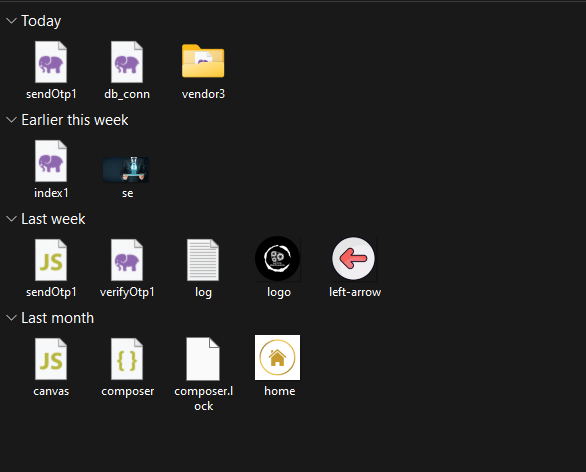 Today
sendOtp1 db_conn vendor3
Earlier this week
index1 se
Last week
JS
sendOtp1 verifyOtp1 log logo left-arrow
Last month
JS { }
canvas composer composer.l home
ock